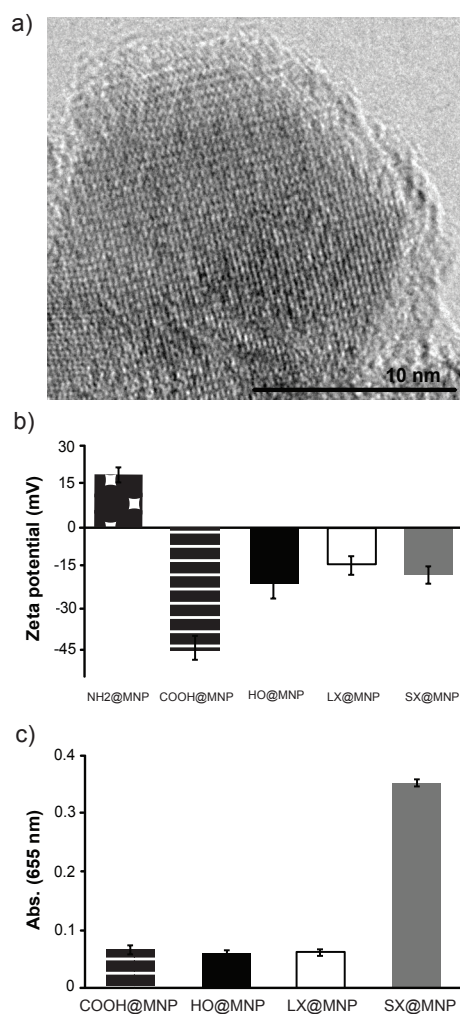 a)
10 nm
b)
Zeta potential (mV)
30
15
0
-15
-30
-45
NH2@MNP COOH@MNP HO@MNP LX@MNP SX@MNP
c)
Abs. (655 nm)
0.4
0.3
0.2
0.1
0
COOH@MNP HO@MNP LX@MNP SX@MNP